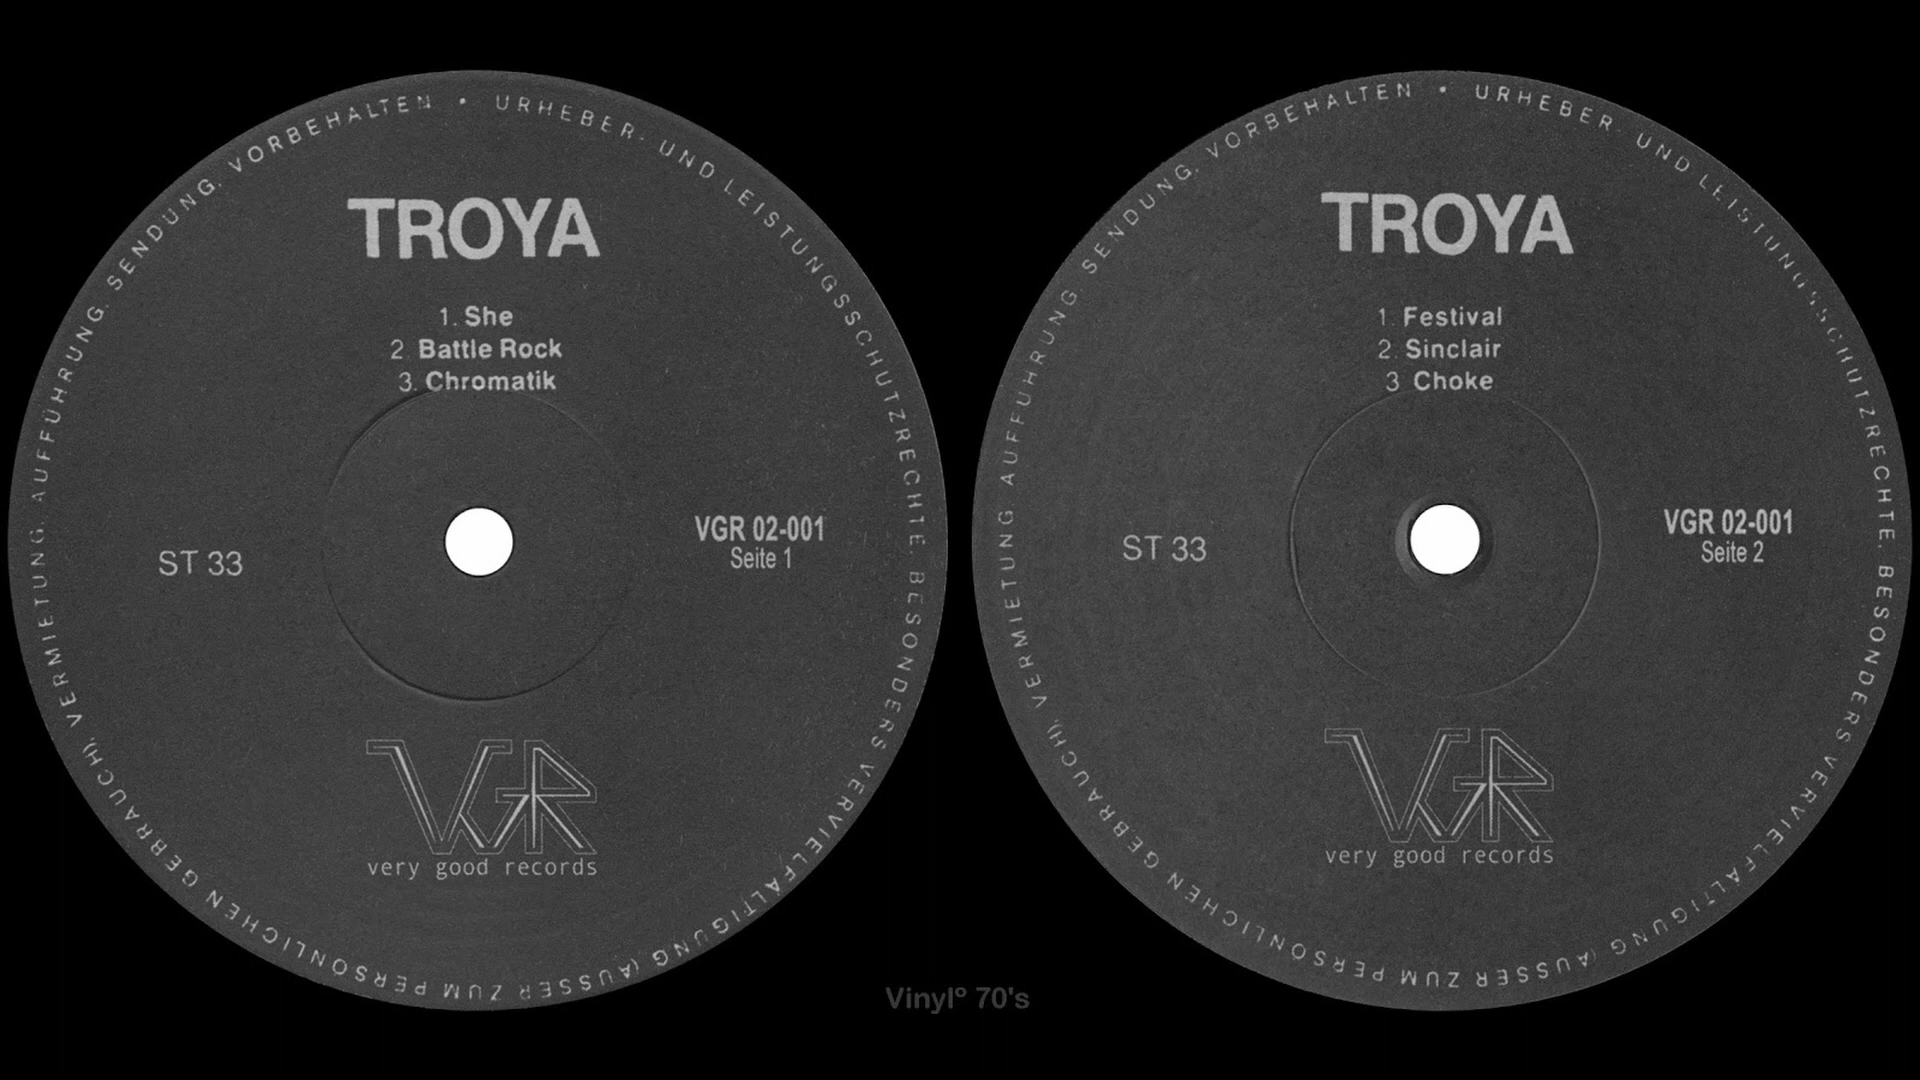 URHEBER- UND LEISTUNGSSCHUTZRECHTE, BESONDERS VERVIELFÄLTIGUNG (AUSSER ZUM PERSÖNLICHEN GEBRAUCH), VERMIETUNG, AUFFÜHRUNG, SENDUNG, VORBEHALTEN •
TROYA
1. She
2. Battle Rock
3. Chromatik
ST 33
VGR 02-001
Seite 1
VGR
very good records
URHEBER- UND LEISTUNGSSCHUTZRECHTE, BESONDERS VERVIELFÄLTIGUNG (AUSSER ZUM PERSÖNLICHEN GEBRAUCH), VERMIETUNG, AUFFÜHRUNG, SENDUNG, VORBEHALTEN •
TROYA
1. Festival
2. Sinclair
3 Choke
ST 33
VGR 02-001
Seite 2
VGR
very good records
Vinyl° 70's